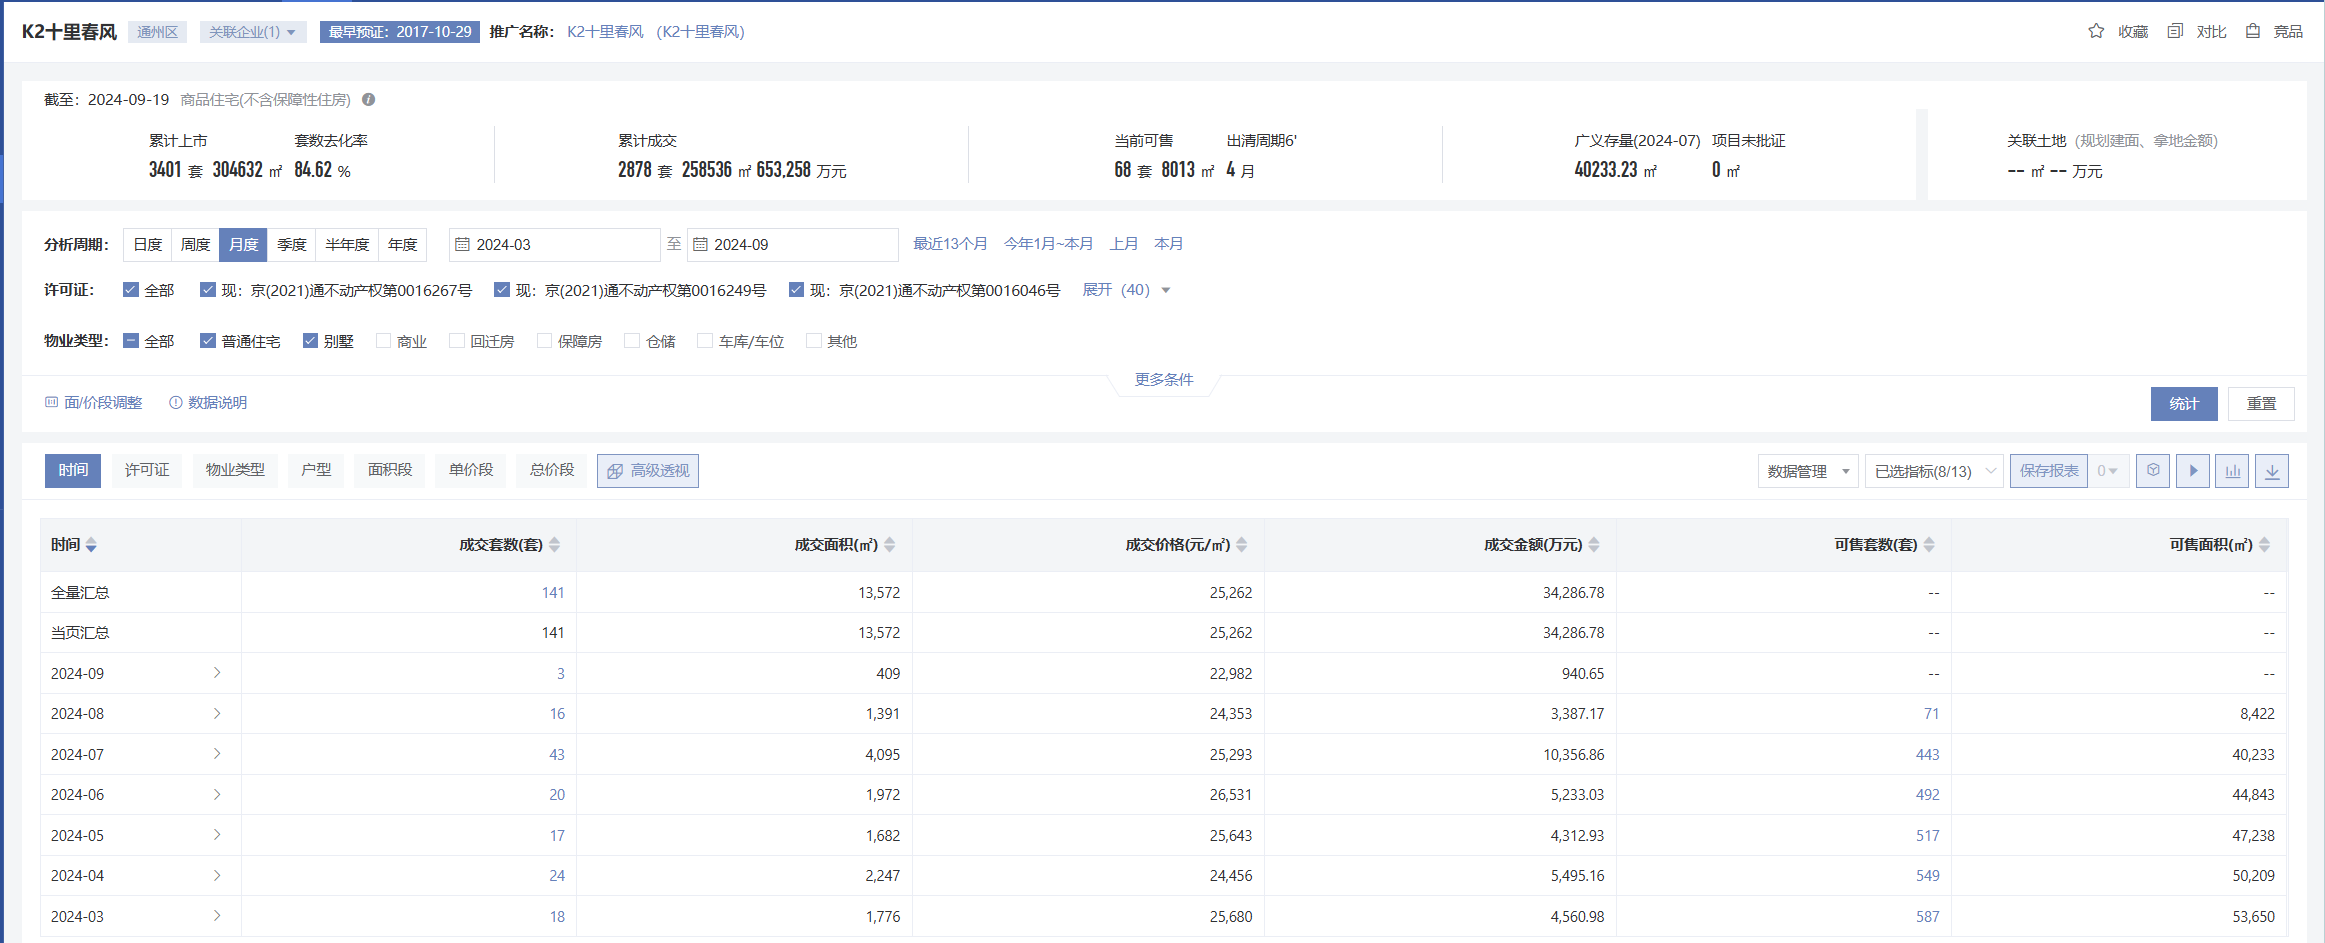 K2十里春风 通州区 关联企业(1) 最早预证：2017-10-29 推广名称： K2十里春风 (K2十里春风) 收藏 对比 竞品
截至：2024-09-19 商品住宅(不含保障性住房)
累计上市 套数去化率 累计成交 当前可售 出清周期6' 广义存量(2024-07) 项目未批证 关联土地 (规划建面、拿地金额)
3401 套 304632 ㎡ 84.62 % 2878 套 258536 ㎡ 653,258 万元 68 套 8013 ㎡ 4 月 40233.23 ㎡ 0 ㎡ -- ㎡ -- 万元
分析周期： 日度 周度 月度 季度 半年度 年度 2024-03 至 2024-09 最近13个月 今年1月~本月 上月 本月
许可证： 全部 现：京(2021)通不动产权第0016267号 现：京(2021)通不动产权第0016249号 现：京(2021)通不动产权第0016046号 展开 (40)
物业类型： 全部 普通住宅 别墅 商业 回迁房 保障房 仓储 车库/车位 其他
更多条件
面/价段调整 数据说明 统计 重置
时间 许可证 物业类型 户型 面积段 单价段 总价段 高级透视 数据管理 已选指标(8/13) 保存报表 0
时间 成交套数(套) 成交面积(㎡) 成交价格(元/㎡) 成交金额(万元) 可售套数(套) 可售面积(㎡)
全量汇总 141 13,572 25,262 34,286.78 -- --
当页汇总 141 13,572 25,262 34,286.78 -- --
2024-09 3 409 22,982 940.65 -- --
2024-08 16 1,391 24,353 3,387.17 71 8,422
2024-07 43 4,095 25,293 10,356.86 443 40,233
2024-06 20 1,972 26,531 5,233.03 492 44,843
2024-05 17 1,682 25,643 4,312.93 517 47,238
2024-04 24 2,247 24,456 5,495.16 549 50,209
2024-03 18 1,776 25,680 4,560.98 587 53,650